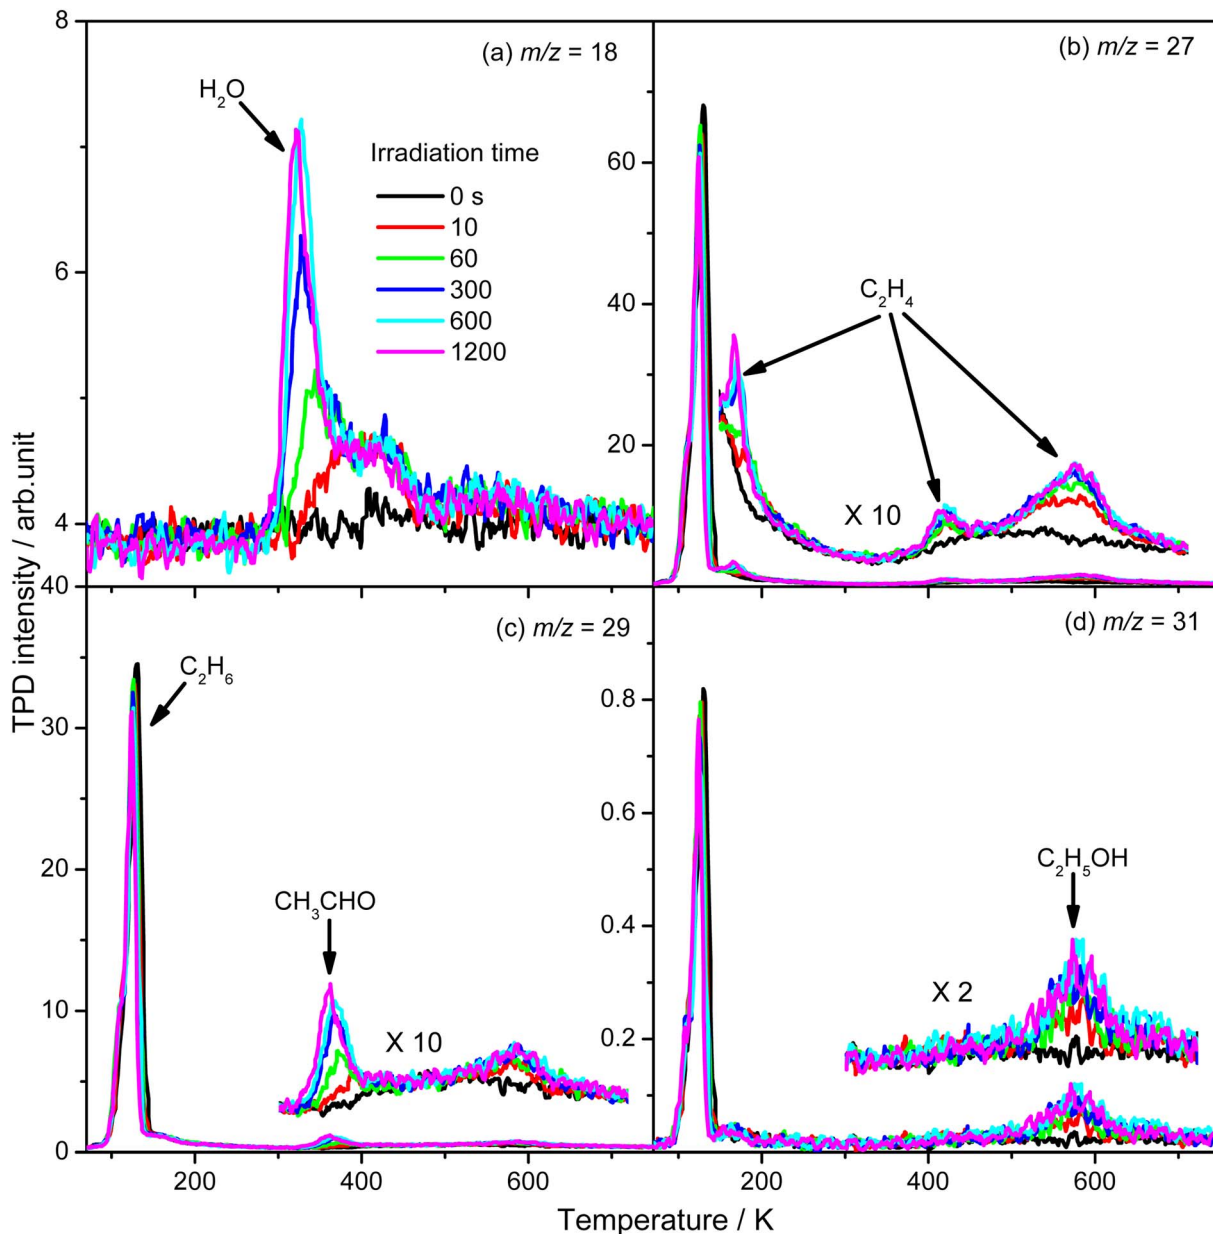 (a) m/z = 18
H₂O
Irradiation time
0 s
10
60
300
600
1200
8
6
4
(b) m/z = 27
C₂H₄
X 10
60
40
20
(c) m/z = 29
C₂H₆
CH₃CHO
X 10
40
30
20
10
0
200
400
600
(d) m/z = 31
C₂H₅OH
X 2
0.8
0.6
0.4
0.2
200
400
600
TPD intensity / arb.unit
Temperature / K